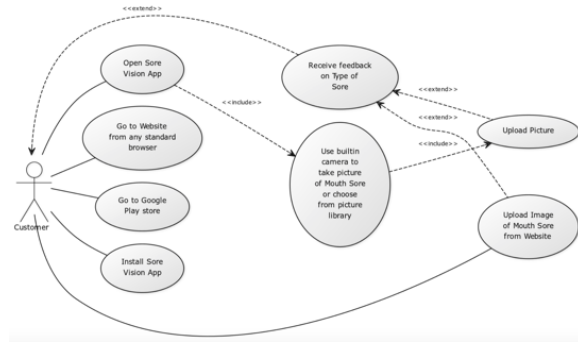 <<extend>>
Open Sore
Vision App
Receive feedback
on Type of
Sore
<<extend>>
<<include>>
<<extend>>
Go to Website
from any standard
browser
Upload Picture
Use builtin
camera to
take picture
of Mouth Sore
or choose
from picture
library
<<include>>
Go to Google
Play store
Customer
Upload Image
of Mouth Sore
from Website
Install Sore
Vision App